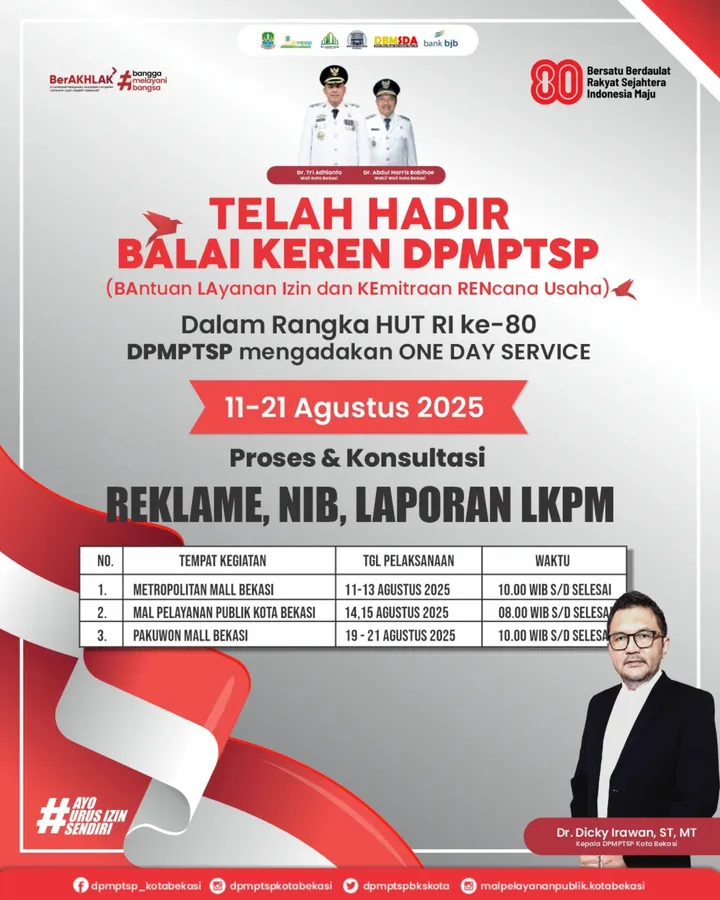 bank bjb
DBMSDA
BerAKHLAK
#bangga
melayani
bangsa
80
Bersatu Berdaulat
Rakyat Sejahtera
Indonesia Maju
Dr. Tri Adhianto
Wali Kota Bekasi
Dr. Abdul Harris Bobihoe
Wakil Wali Kota Bekasi
TELAH HADIR
BALAI KEREN DPMPTSP
(BAntuan LAyanan Izin dan KEmitraan RENcana Usaha)
Dalam Rangka HUT RI ke-80
DPMPTSP mengadakan ONE DAY SERVICE
11-21 Agustus 2025
Proses & Konsultasi
REKLAME, NIB, LAPORAN LKPM
NO. TEMPAT KEGIATAN TGL PELAKSANAAN WAKTU
1. METROPOLITAN MALL BEKASI 11-13 AGUSTUS 2025 10.00 WIB S/D SELESAI
2. MAL PELAYANAN PUBLIK KOTA BEKASI 14,15 AGUSTUS 2025 08.00 WIB S/D SELESA
3. PAKUWON MALL BEKASI 19 - 21 AGUSTUS 2025 10.00 WIB S/D SELESA
#AYO
URUS IZIN
SENDIRI
Dr. Dicky Irawan, ST, MT
Kepala DPMPTSP Kota Bekasi
dpmptsp_kotabekasi dpmptspkotabekasi dpmptspbkskota malpelayananpublik.kotabekasi